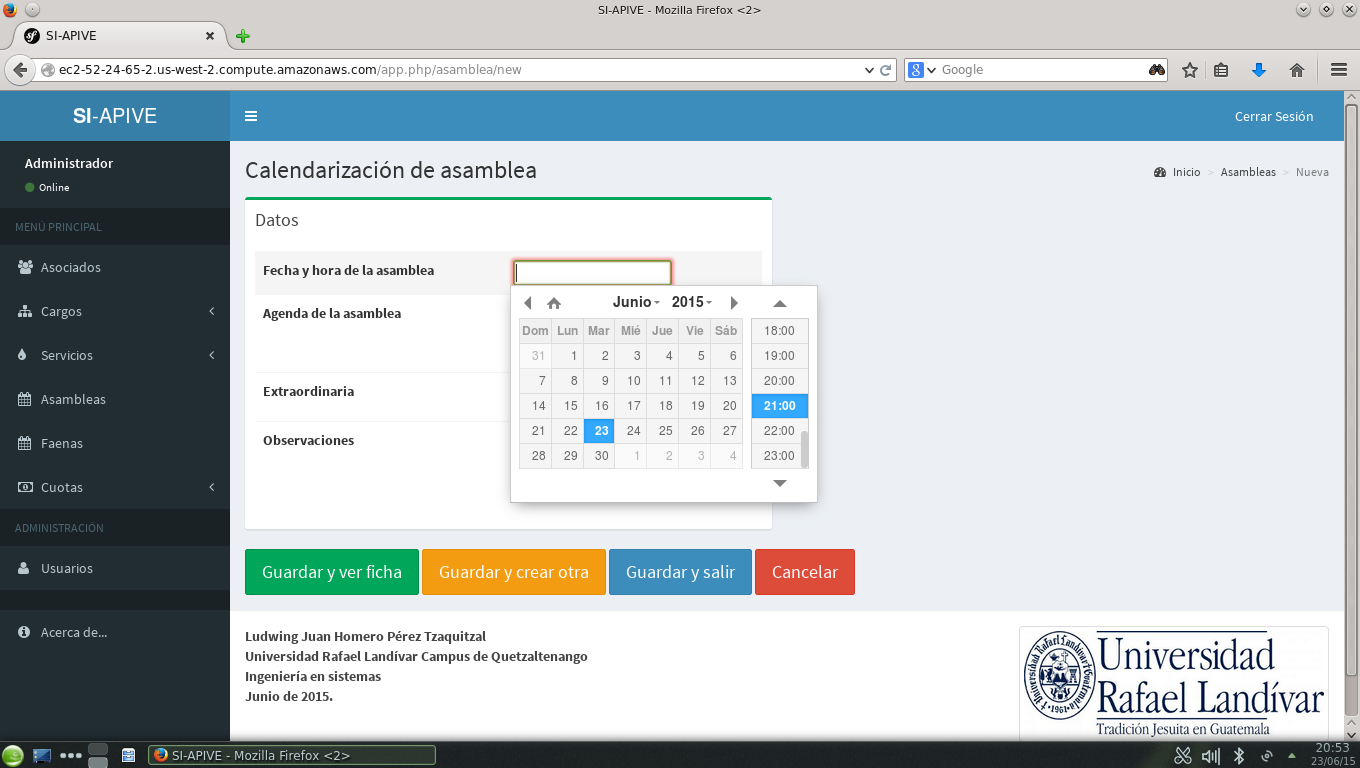 SI-APIVE - Mozilla Firefox <2>
SI-APIVE
ec2-52-24-65-2.us-west-2.compute.amazonaws.com/app.php/asamblea/new
Google
SI-APIVE
Cerrar Sesión
Administrador
Online
MENÚ PRINCIPAL
Asociados
Cargos
Servicios
Asambleas
Faenas
Cuotas
ADMINISTRACIÓN
Usuarios
Acerca de...
Calendarización de asamblea
Inicio > Asambleas > Nueva
Datos
Fecha y hora de la asamblea
Agenda de la asamblea
Extraordinaria
Observaciones
Junio 2015
Dom Lun Mar Mié Jue Vie Sáb
31 1 2 3 4 5 6
7 8 9 10 11 12 13
14 15 16 17 18 19 20
21 22 23 24 25 26 27
28 29 30 1 2 3 4
18:00
19:00
20:00
21:00
22:00
23:00
Guardar y ver ficha
Guardar y crear otra
Guardar y salir
Cancelar
Ludwing Juan Homero Pérez Tzaquitzal
Universidad Rafael Landívar Campus de Quetzaltenango
Ingeniería en sistemas
Junio de 2015.
Universidad
Rafael Landívar
Tradición Jesuita en Guatemala
SI-APIVE - Mozilla Firefox <2>
20:53
23/06/15